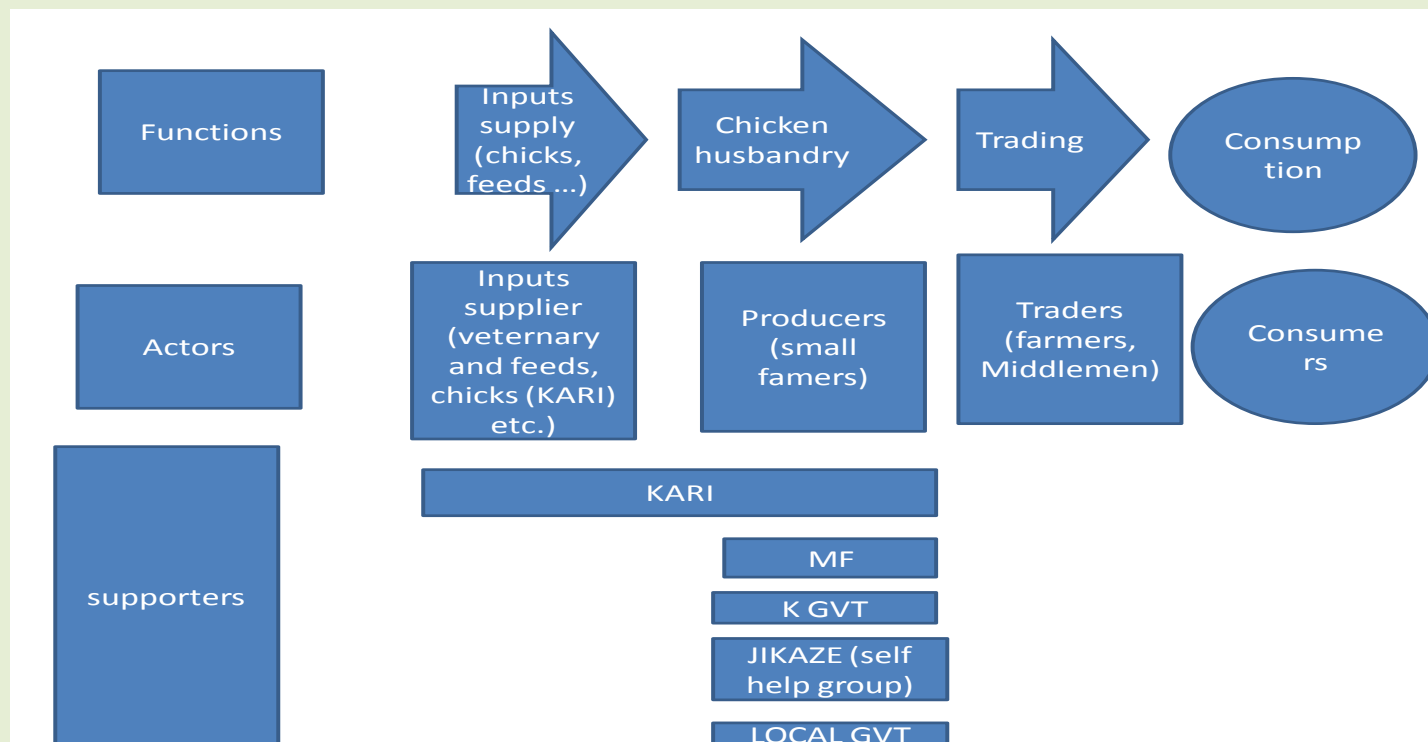 Functions
Inputs
supply
(chicks,
feeds ...)
Chicken
husbandry
Trading
Consump
tion
Actors
Inputs
supplier
(veternary
and feeds,
chicks (KARI)
etc.)
Producers
(small
famers)
Traders
(farmers,
Middlemen)
Consume
rs
supporters
KARI
MF
K GVT
JIKAZE (self
help group)
LOCAL GVT